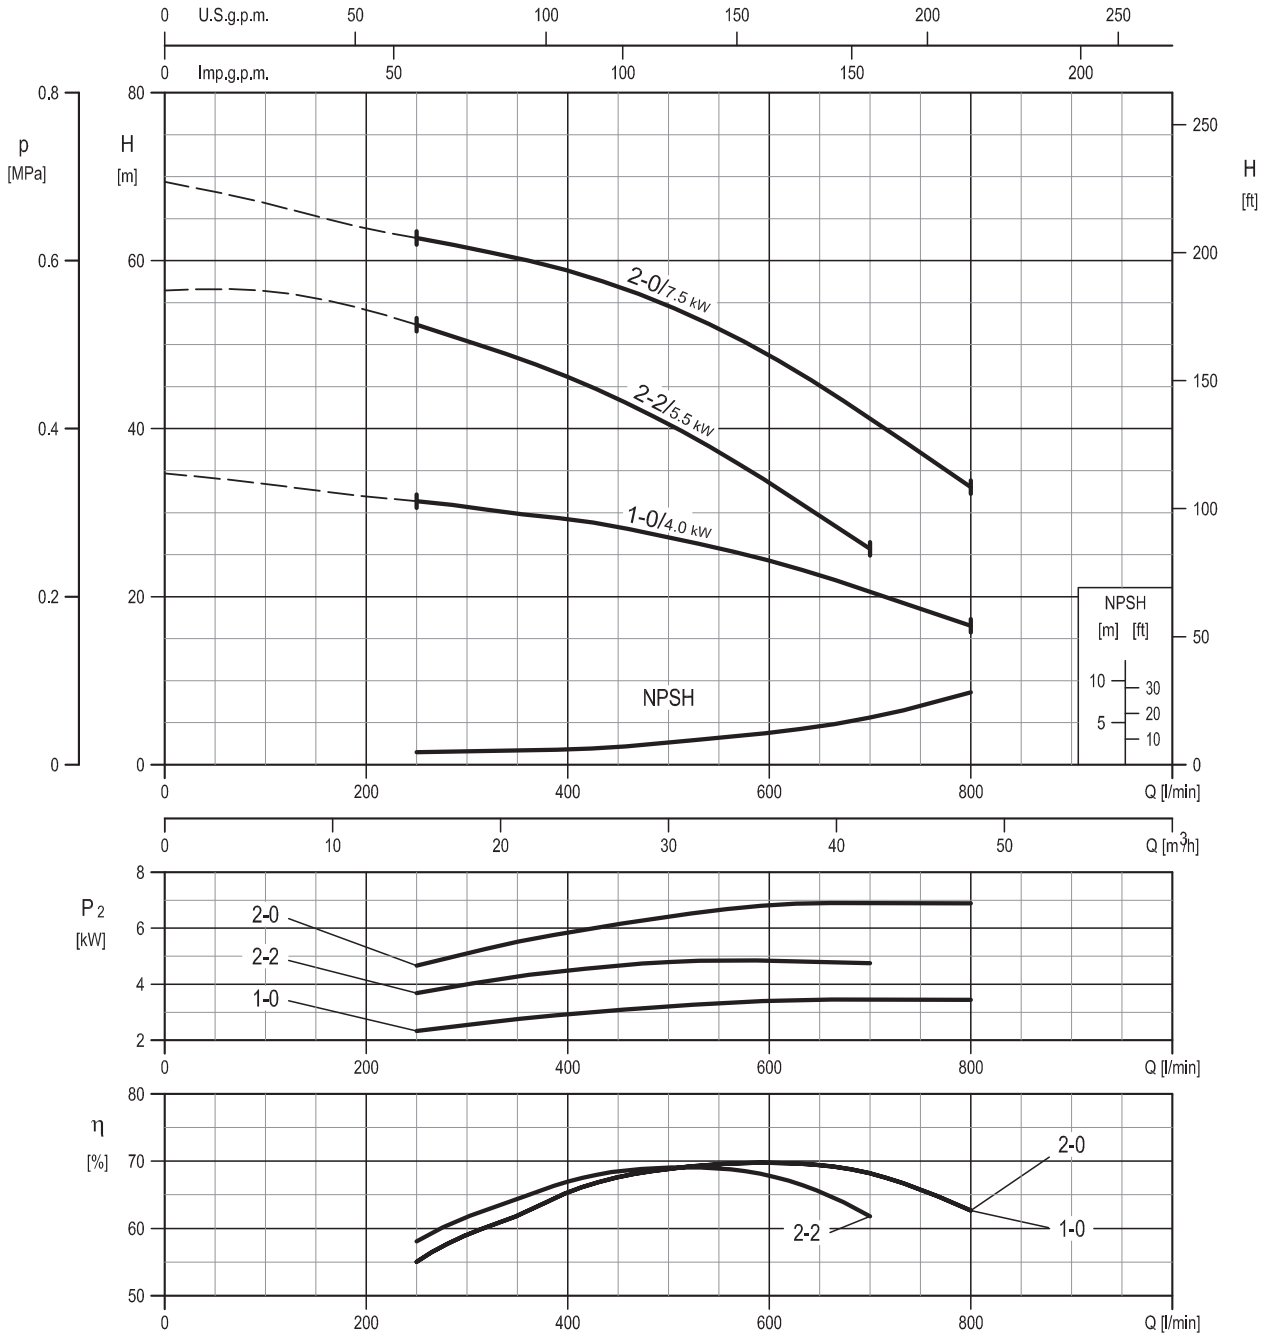 0 U.S.g.p.m. 50 100 150 200 250
0 Imp.g.p.m. 50 100 150 200
p
[MPa]
0.8
0.6
0.4
0.2
0
H
[m]
80
60
40
20
0
250
200
150
100
50
0
H
[ft]
2-0/7.5 kW
2-2/5.5 kW
1-0/4.0 kW
NPSH
NPSH
[m] [ft]
10
5
30
20
10
0 200 400 600 800 Q [l/min]
0 10 20 30 40 50 Q [m³/h]
P2
[kW]
8
6
4
2
2-0
2-2
1-0
0 200 400 600 800 Q [l/min]
η
[%]
80
70
60
50
2-0
2-2
1-0
0 200 400 600 800 Q [l/min]